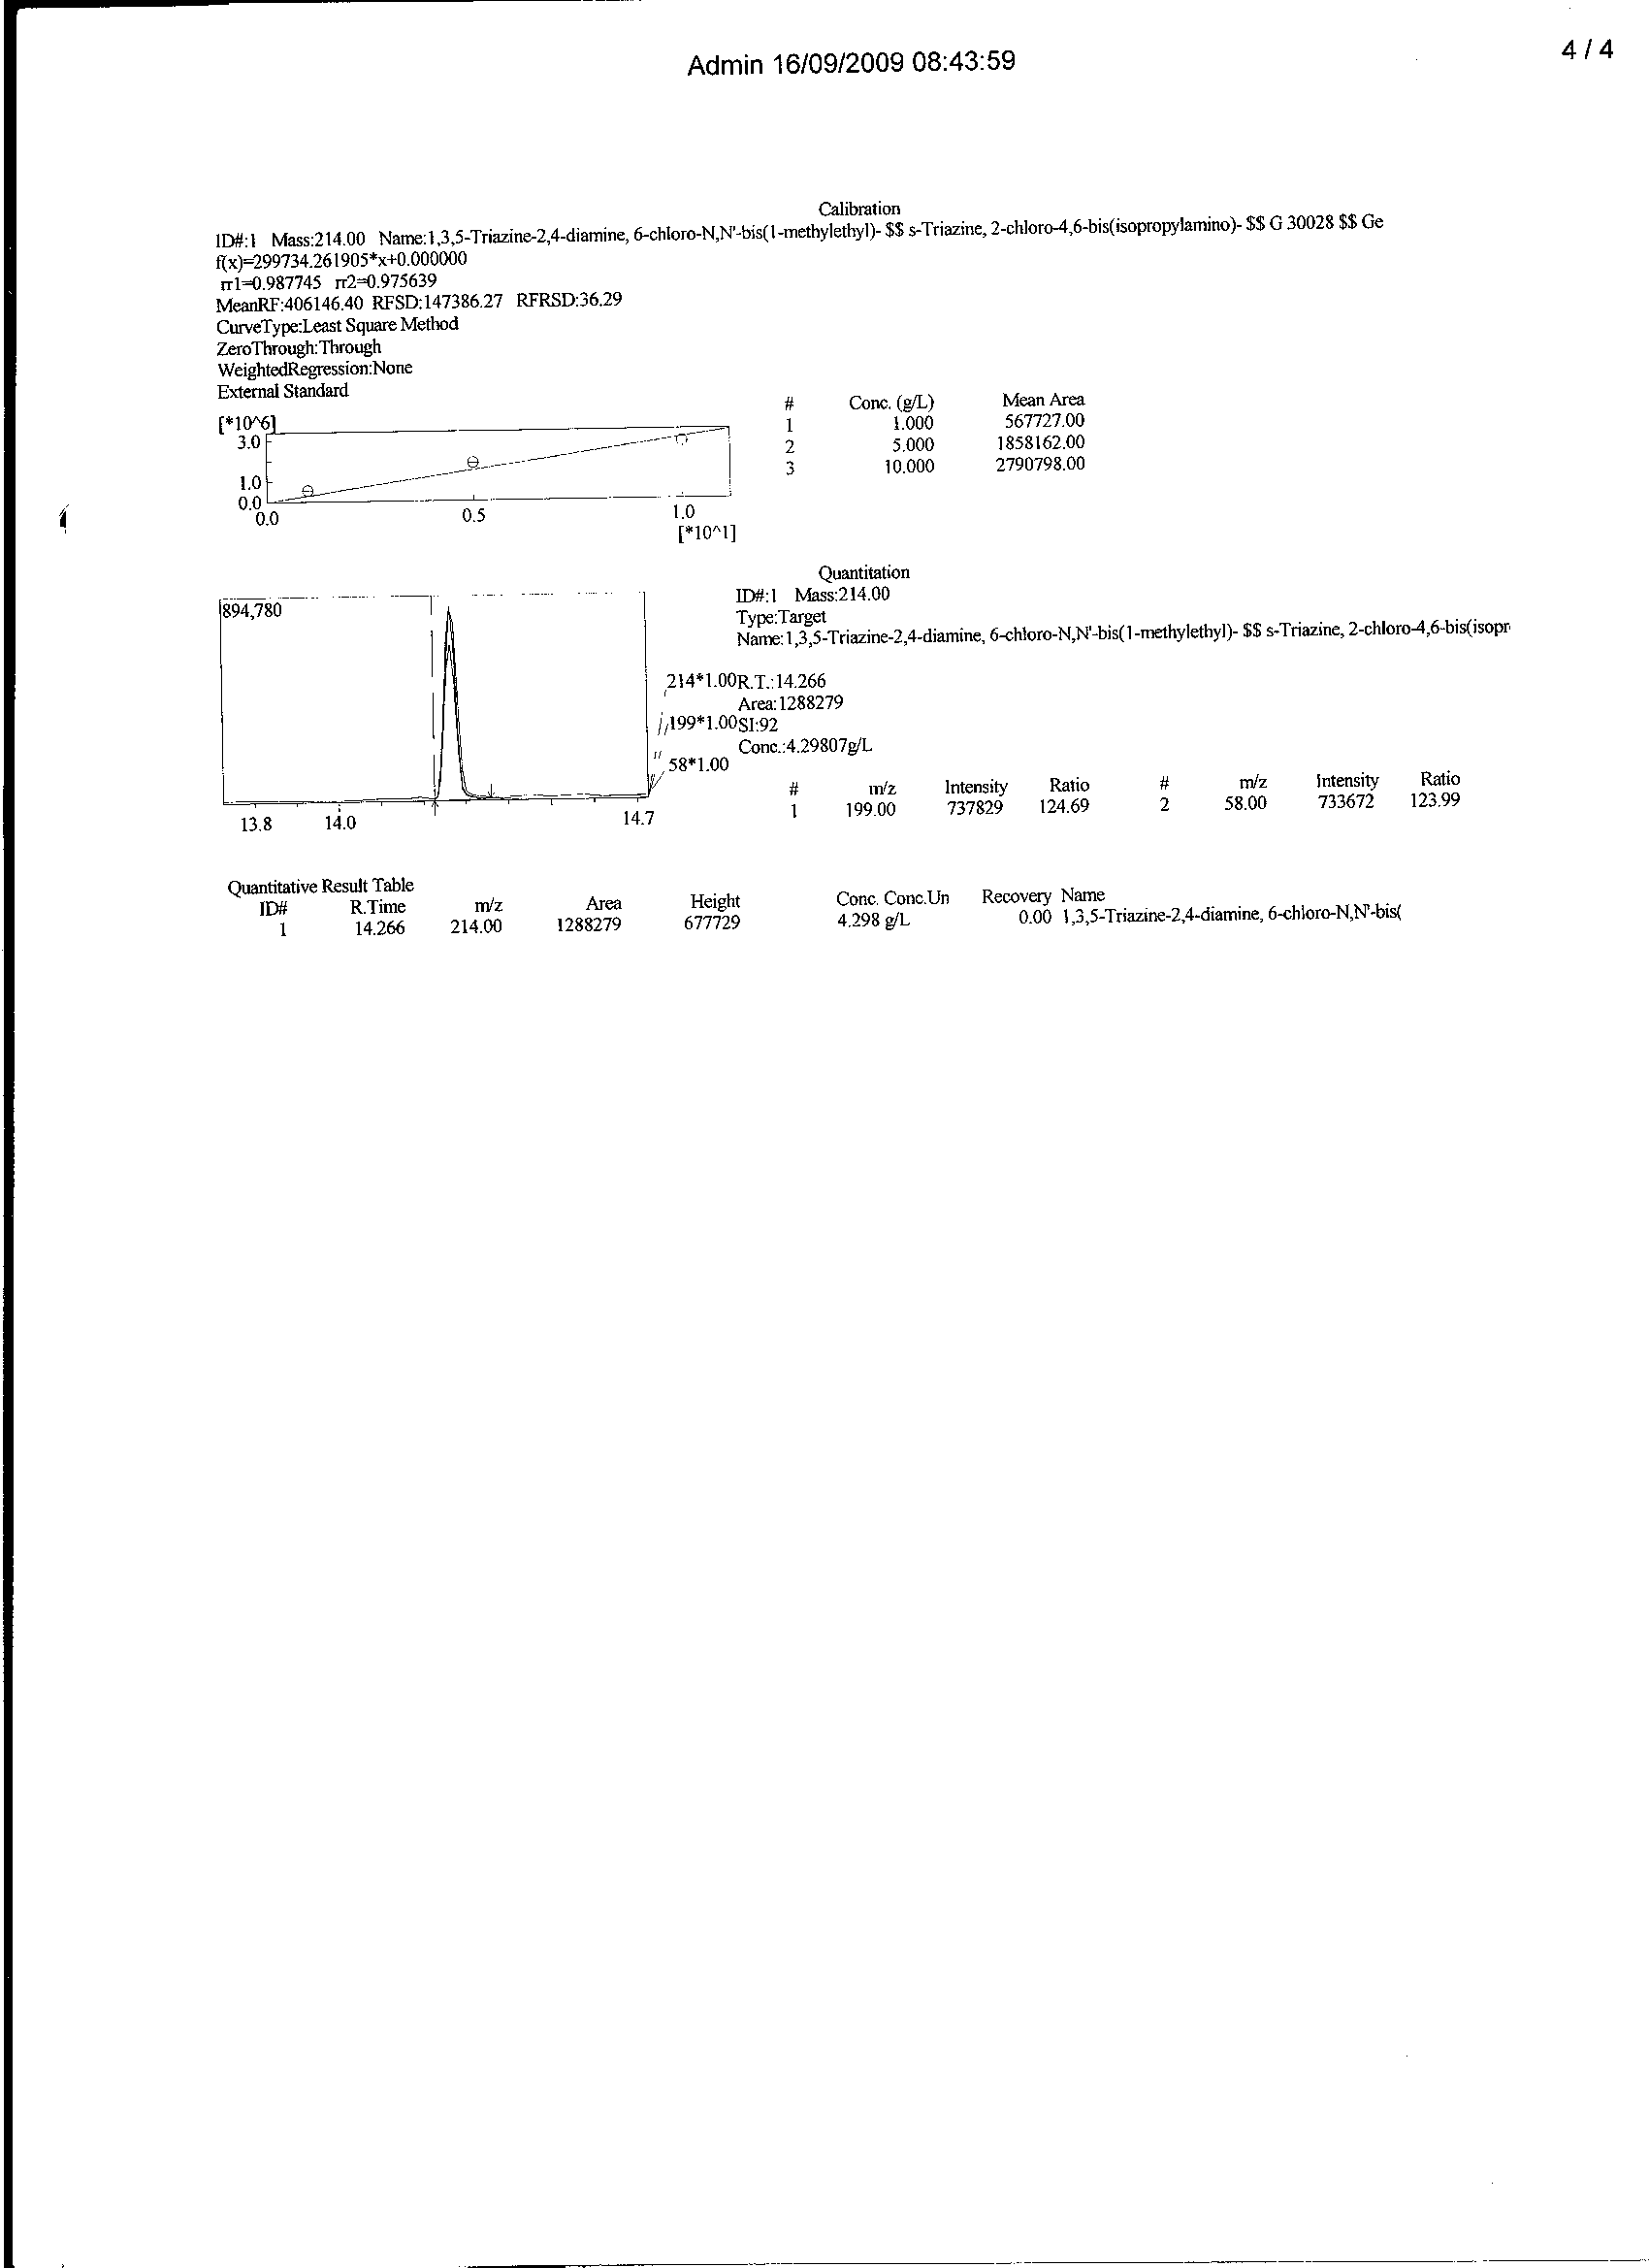 Admin 16/09/2009 08:43:59
4 / 4
Calibration
ID#:1 Mass:214.00 Name:1,3,5-Triazine-2,4-diamine, 6-chloro-N,N'-bis(1-methylethyl)- $$ s-Triazine, 2-chloro-4,6-bis(isopropylamino)- $$ G 30028 $$ Ge
f(x)=299734.261905*x+0.000000
rr1=0.987745 rr2=0.975639
MeanRF:406146.40 RFSD:147386.27 RFRSD:36.29
CurveType:Least Square Method
ZeroThrough:Through
WeightedRegression:None
External Standard
[*10^6]
3.0
1.0
0.0
0.0 0.5 1.0
[*10^1]
# Conc. (g/L) Mean Area
1 1.000 567727.00
2 5.000 1858162.00
3 10.000 2790798.00
Quantitation
ID#:1 Mass:214.00
Type:Target
Name:1,3,5-Triazine-2,4-diamine, 6-chloro-N,N'-bis(1-methylethyl)- $$ s-Triazine, 2-chloro-4,6-bis(isopr
894,780
214*1.00 R.T.:14.266
Area:1288279
199*1.00 SI:92
Conc.:4.29807g/L
58*1.00
13.8 14.0 14.7
# m/z Intensity Ratio # m/z Intensity Ratio
1 199.00 737829 124.69 2 58.00 733672 123.99
Quantitative Result Table
ID# R.Time m/z Area Height Conc. Conc.Un Recovery Name
1 14.266 214.00 1288279 677729 4.298 g/L 0.00 1,3,5-Triazine-2,4-diamine, 6-chloro-N,N'-bis(